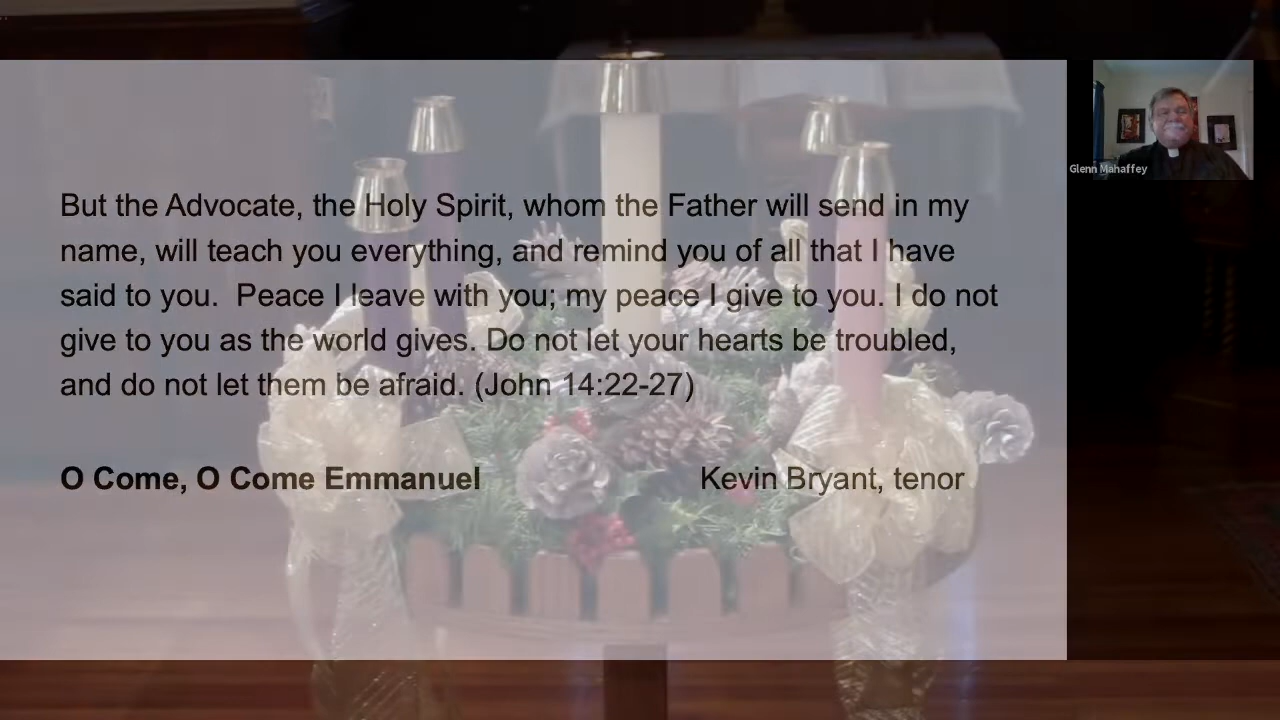 But the Advocate, the Holy Spirit, whom the Father will send in my
name, will teach you everything, and remind you of all that I have
said to you.  Peace I leave with you; my peace I give to you. I do not
give to you as the world gives. Do not let your hearts be troubled,
and do not let them be afraid. (John 14:22-27)
O Come, O Come Emmanuel Kevin Bryant, tenor
Glenn Mahaffey